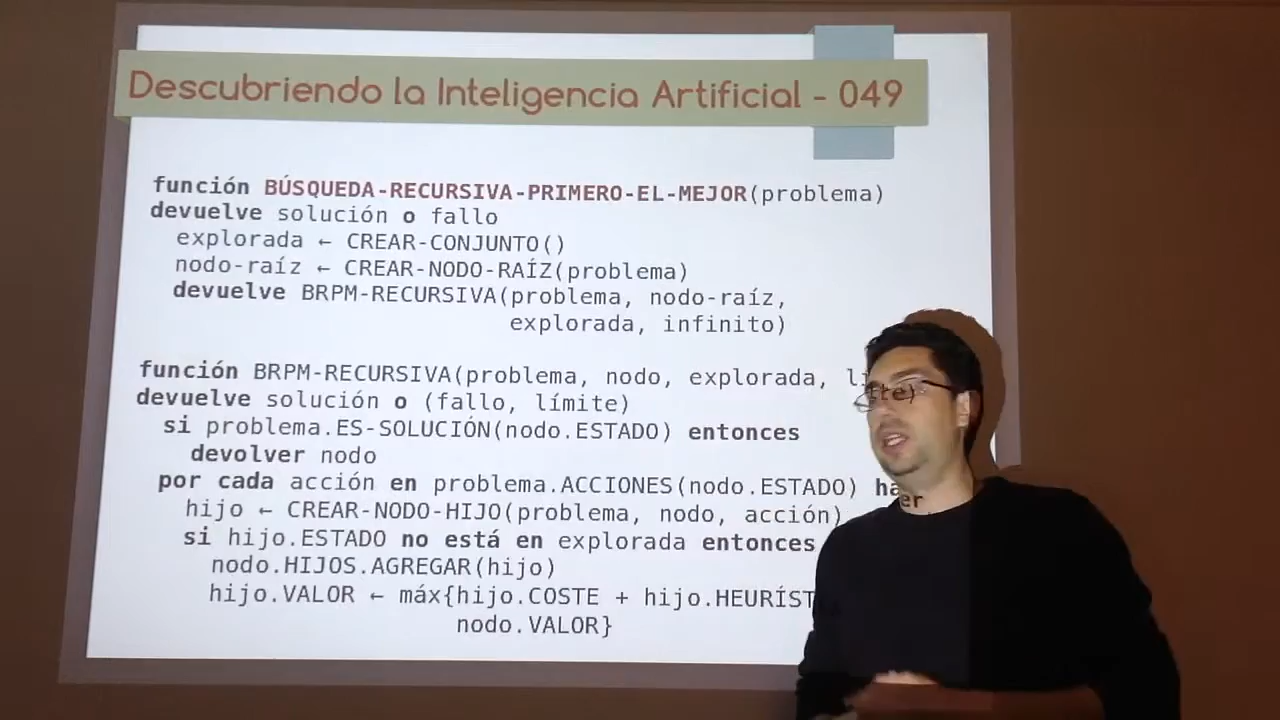 Descubriendo la Inteligencia Artificial - 049
función BÚSQUEDA-RECURSIVA-PRIMERO-EL-MEJOR(problema)
devuelve solución o fallo
explorada ← CREAR-CONJUNTO()
nodo-raíz ← CREAR-NODO-RAÍZ(problema)
devuelve BRPM-RECURSIVA(problema, nodo-raíz,
explorada, infinito)
función BRPM-RECURSIVA(problema, nodo, explorada, límite)
devuelve solución o (fallo, límite)
si problema.ES-SOLUCIÓN(nodo.ESTADO) entonces
devolver nodo
por cada acción en problema.ACCIONES(nodo.ESTADO) hacer
hijo ← CREAR-NODO-HIJO(problema, nodo, acción)
si hijo.ESTADO no está en explorada entonces
nodo.HIJOS.AGREGAR(hijo)
hijo.VALOR ← máx{hijo.COSTE + hijo.HEURÍST
nodo.VALOR}